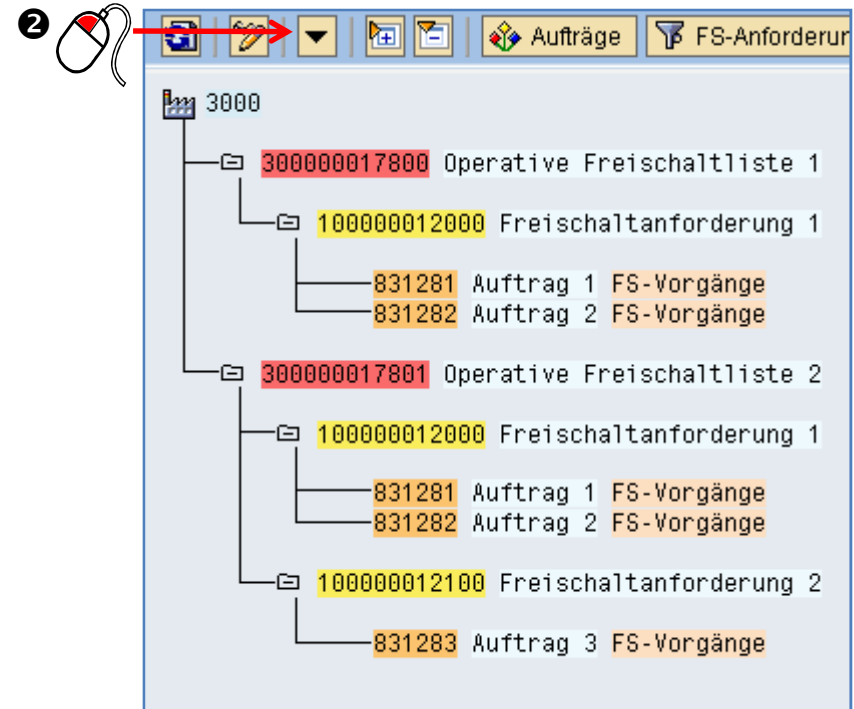 ❷ Aufträge FS-Anforderun
3000
300000017800 Operative Freischaltliste 1
100000012000 Freischaltanforderung 1
831281 Auftrag 1 FS-Vorgänge
831282 Auftrag 2 FS-Vorgänge
300000017801 Operative Freischaltliste 2
100000012000 Freischaltanforderung 1
831281 Auftrag 1 FS-Vorgänge
831282 Auftrag 2 FS-Vorgänge
100000012100 Freischaltanforderung 2
831283 Auftrag 3 FS-Vorgänge